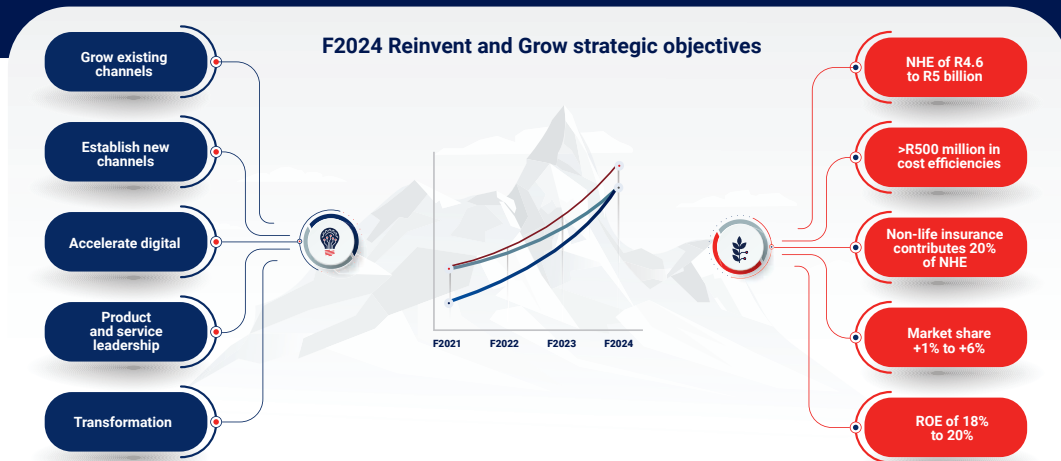 F2024 Reinvent and Grow strategic objectives
Grow existing
channels
Establish new
channels
Accelerate digital
Product
and service
leadership
Transformation
F2021
F2022
F2023
F2024
NHE of R4.6
to R5 billion
>R500 million in
cost efficiencies
Non-life insurance
contributes 20%
of NHE
Market share
+1% to +6%
ROE of 18%
to 20%